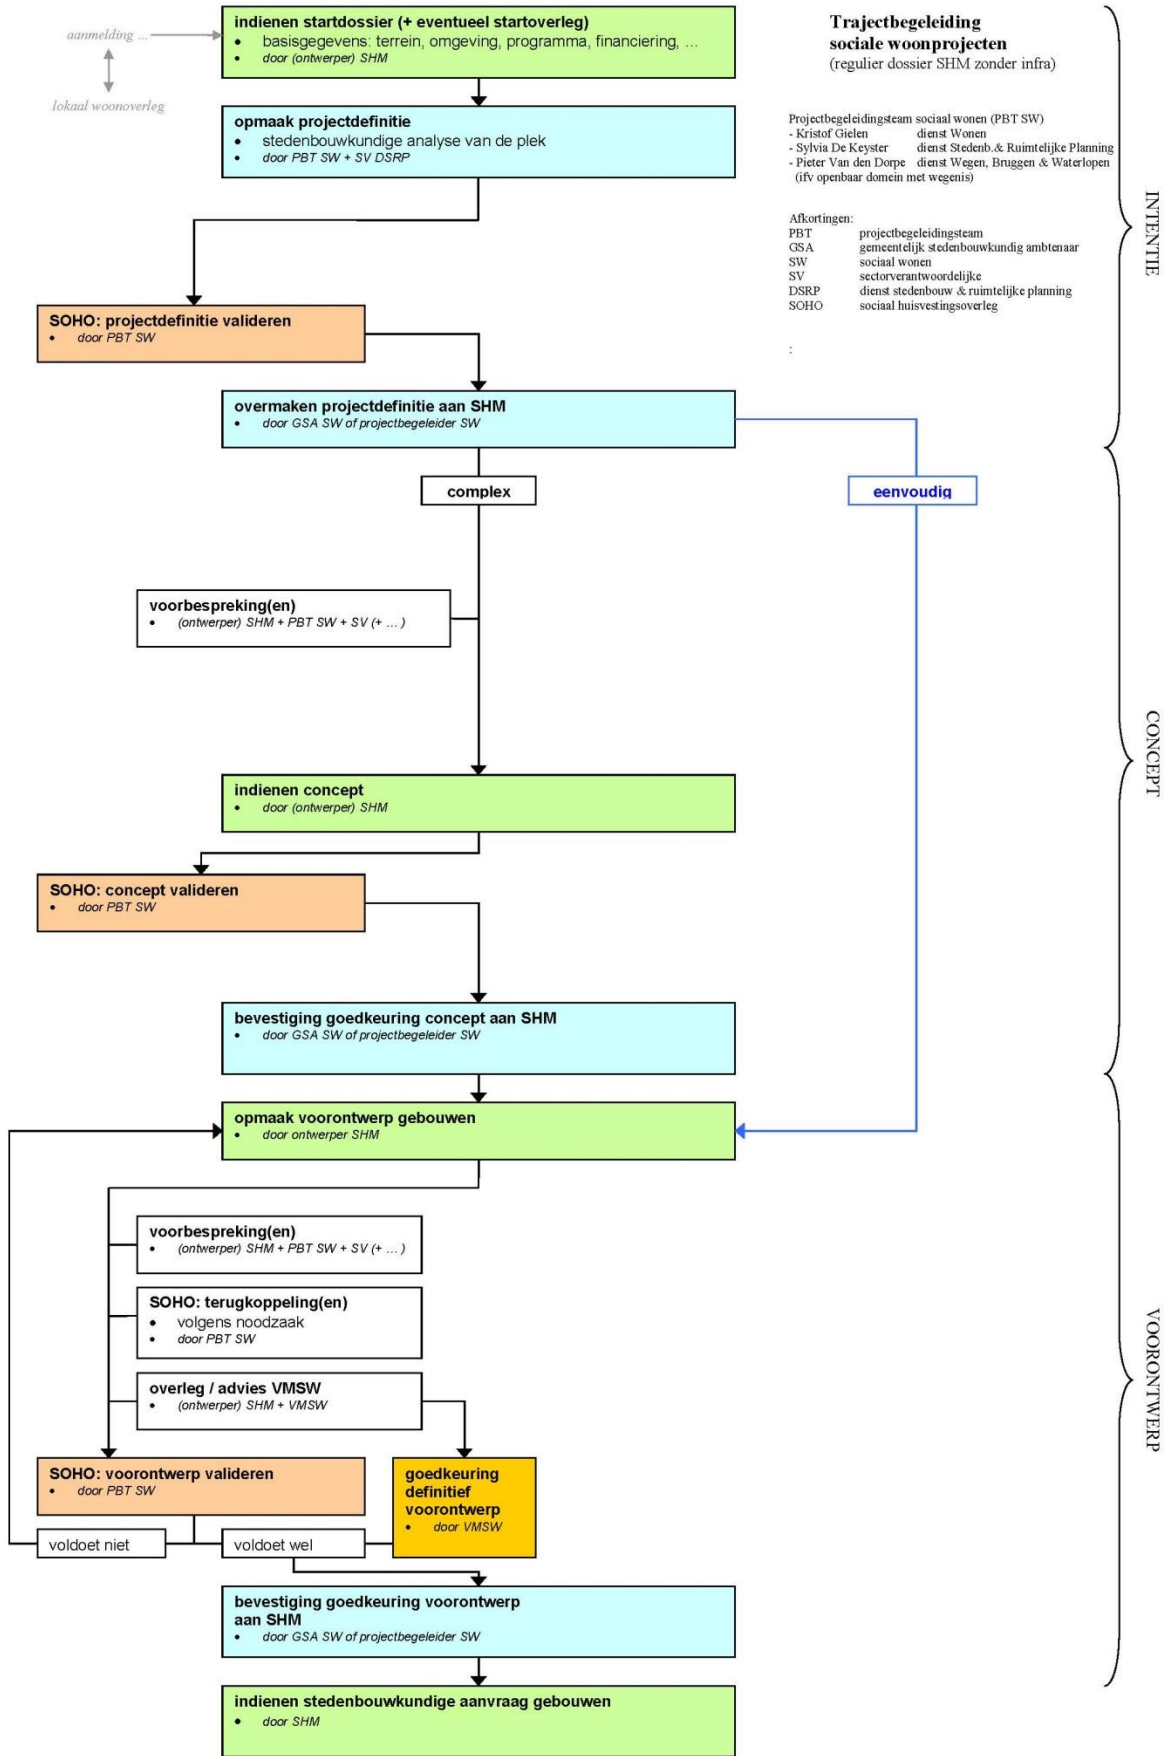 indienen startdossier (+ eventueel startoverleg)
• basisgegevens: terrein, omgeving, programma, financiering, ...
• door (ontwerper) SHM
aanmelding ...
lokaal woonoverleg
Trajectbegeleiding
sociale woonprojecten
(regulier dossier SHM zonder infra)
opmaak projectdefinitie
• stedenbouwkundige analyse van de plek
• door PBT SW + SV DSRP
Projectbegeleidingsteam sociaal wonen (PBT SW)
- Kristof Gielen dienst Wonen
- Sylvia De Keyster dienst Stedenb.& Ruimtelijke Planning
- Pieter Van den Dorpe dienst Wegen, Bruggen & Waterlopen
(ifv openbaar domein met wegenis)
Afkortingen:
PBT projectbegeleidingsteam
GSA gemeentelijk stedenbouwkundig ambtenaar
SW sociaal wonen
SV sectorverantwoordelijke
DSRP dienst stedenbouw & ruimtelijke planning
SOHO sociaal huisvestingsoverleg
:
INTENTIE
SOHO: projectdefinitie valideren
• door PBT SW
overmaken projectdefinitie aan SHM
• door GSA SW of projectbegeleider SW
complex
eenvoudig
voorbespreking(en)
• (ontwerper) SHM + PBT SW + SV (+ ... )
CONCEPT
indienen concept
• door (ontwerper) SHM
SOHO: concept valideren
• door PBT SW
bevestiging goedkeuring concept aan SHM
• door GSA SW of projectbegeleider SW
opmaak voorontwerp gebouwen
• door ontwerper SHM
voorbespreking(en)
• (ontwerper) SHM + PBT SW + SV (+ ... )
SOHO: terugkoppeling(en)
• volgens noodzaak
• door PBT SW
VOORONTWERP
overleg / advies VMSW
• (ontwerper) SHM + VMSW
SOHO: voorontwerp valideren
• door PBT SW
goedkeuring
definitief
voorontwerp
• door VMSW
voldoet niet
voldoet wel
bevestiging goedkeuring voorontwerp
aan SHM
• door GSA SW of projectbegeleider SW
indienen stedenbouwkundige aanvraag gebouwen
• door SHM